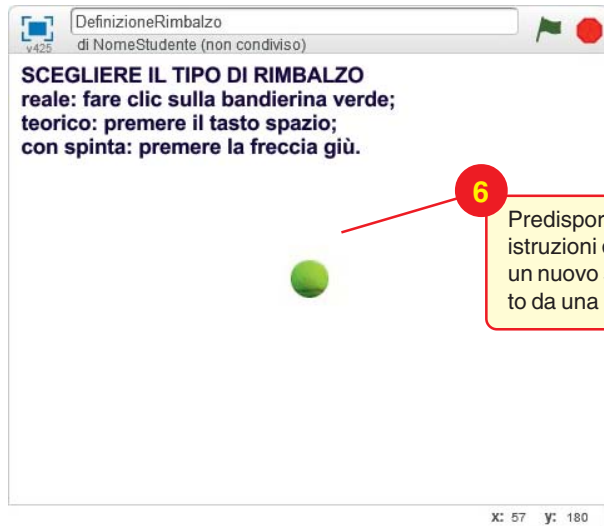 DefinizioneRimbalzo
v425
di NomeStudente (non condiviso)
SCEGLIERE IL TIPO DI RIMBALZO
reale: fare clic sulla bandierina verde;
teorico: premere il tasto spazio;
con spinta: premere la freccia giù.
6
Predispor
istruzioni
un nuovo
to da una
x: 57 y: 180